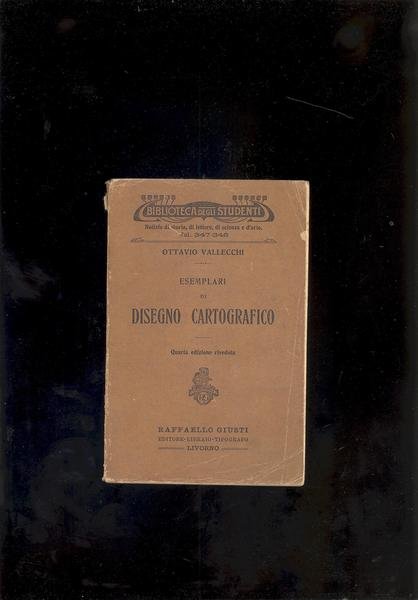 BIBLIOTECA DEGLI STUDENTI
Notizie di storia, di lettere, di scienze e d'arte.
Vol. 347-348
OTTAVIO VALLECCHI
ESEMPLARI
DI
DISEGNO CARTOGRAFICO
Quarta edizione riveduta
RAFFAELLO GIUSTI
EDITORE-LIBRAIO-TIPOGRAFO
LIVORNO